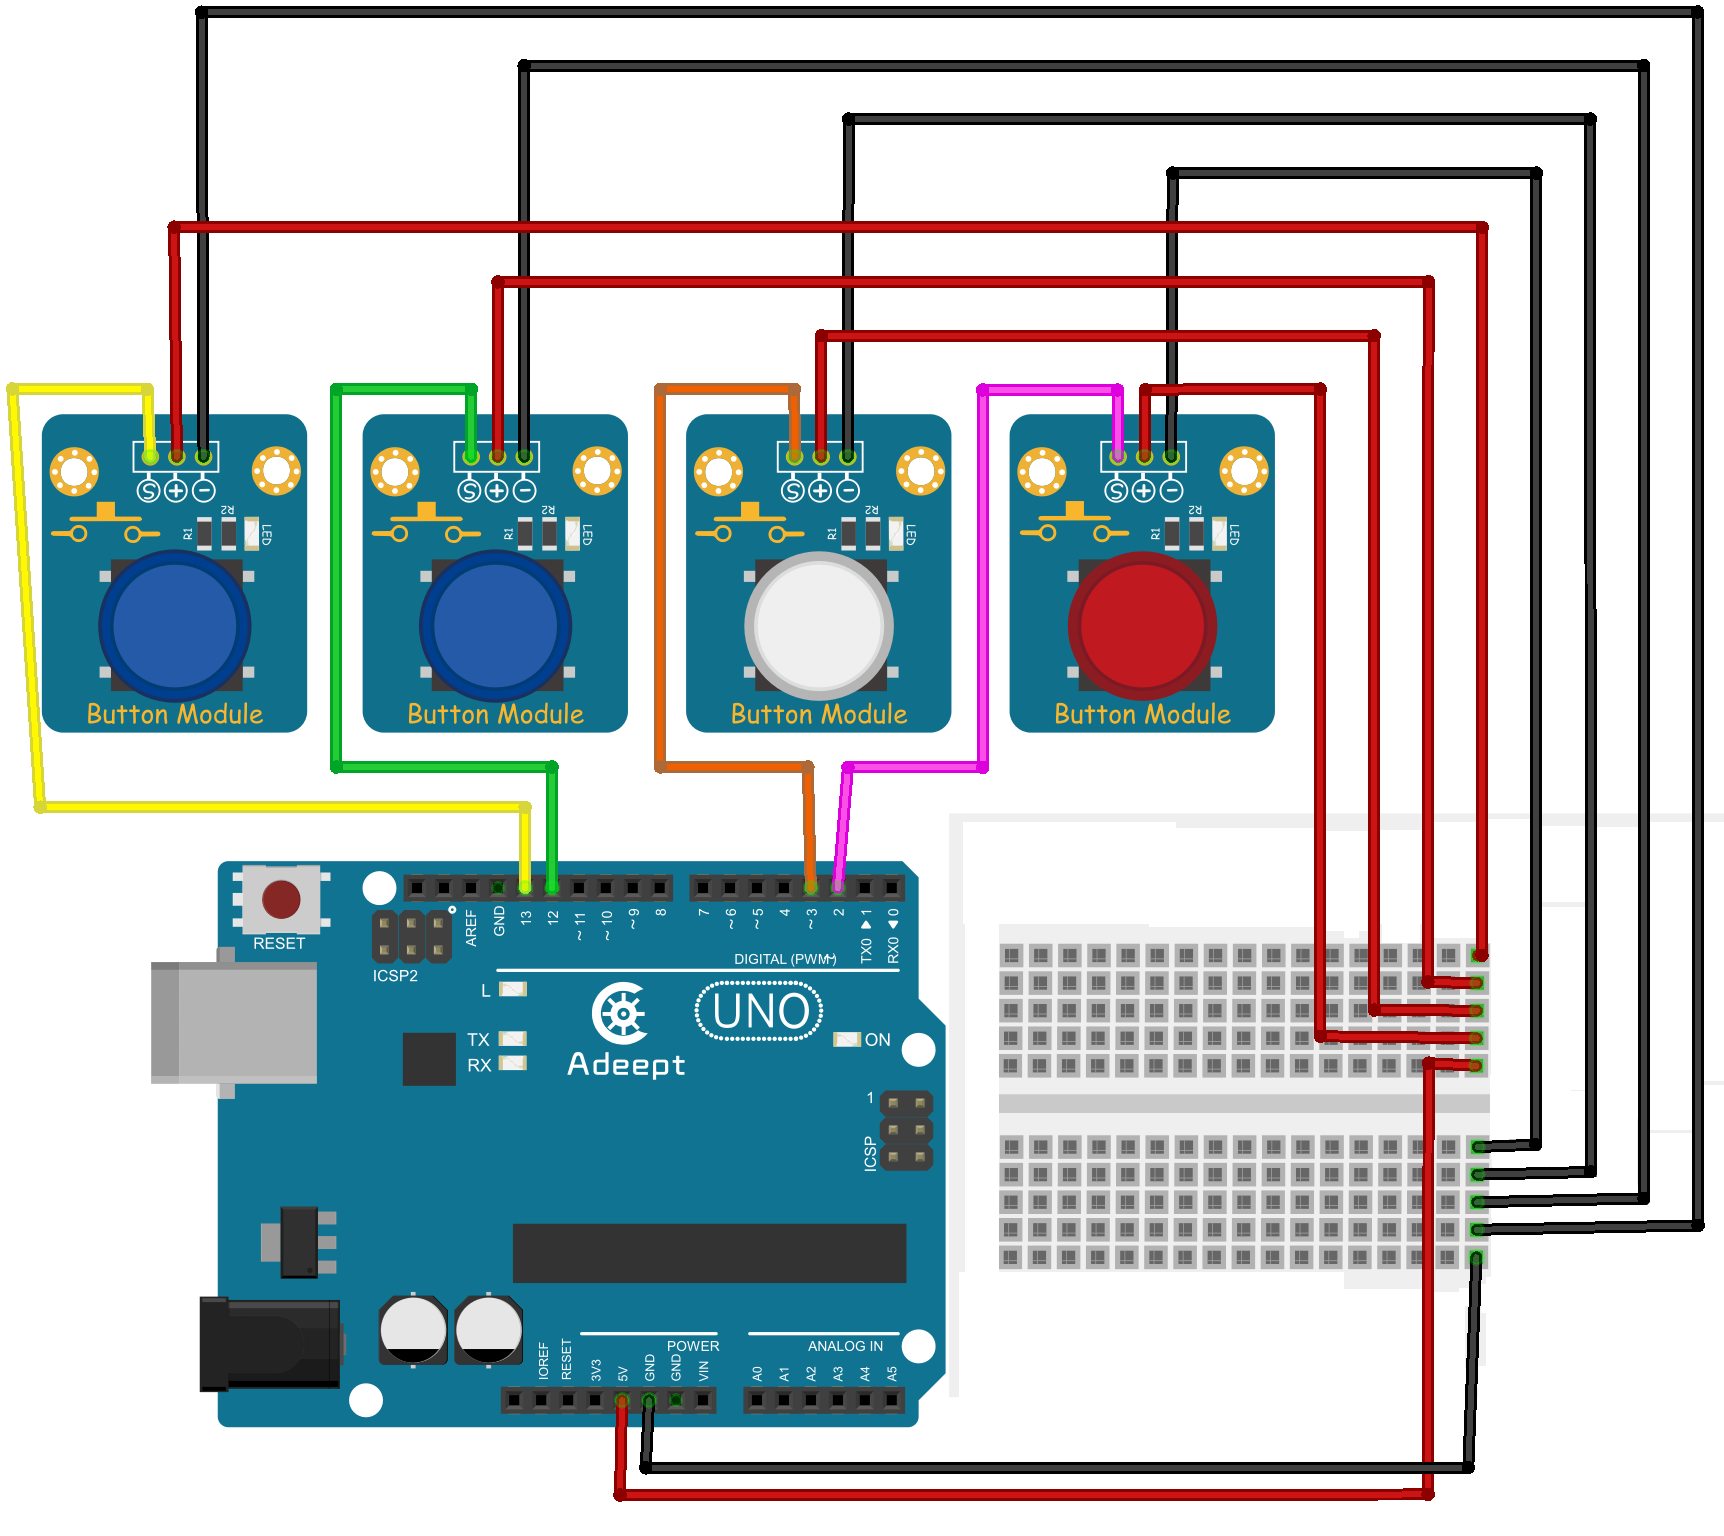 S + -
S + -
S + -
S + -
R1 R2 LED
R1 R2 LED
R1 R2 LED
R1 R2 LED
Button Module
Button Module
Button Module
Button Module
RESET
ICSP2
AREF
GND
13
12
~11
~10
~9
8
7
~6
~5
4
~3
2
TX0 ▶ 1
RX0 ◀ 0
DIGITAL (PWM~)
L
TX
RX
Adeept
UNO
ON
1
ICSP
POWER
ANALOG IN
IOREF
RESET
3V3
5V
GND
GND
VIN
A0
A1
A2
A3
A4
A5